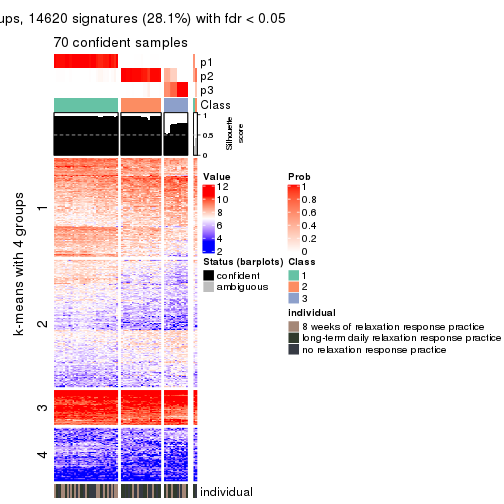 ups, 14620 signatures (28.1%) with fdr < 0.05
70 confident samples
p1
p2
p3
Class
1
0.5
0
Silhouette
score
k-means with 4 groups
1
2
3
4
individual
Value
12
10
8
6
4
2
Prob
1
0.8
0.6
0.4
0.2
0
Status (barplots)
confident
ambiguous
Class
1
2
3
individual
8 weeks of relaxation response practice
long-term daily relaxation response practice
no relaxation response practice